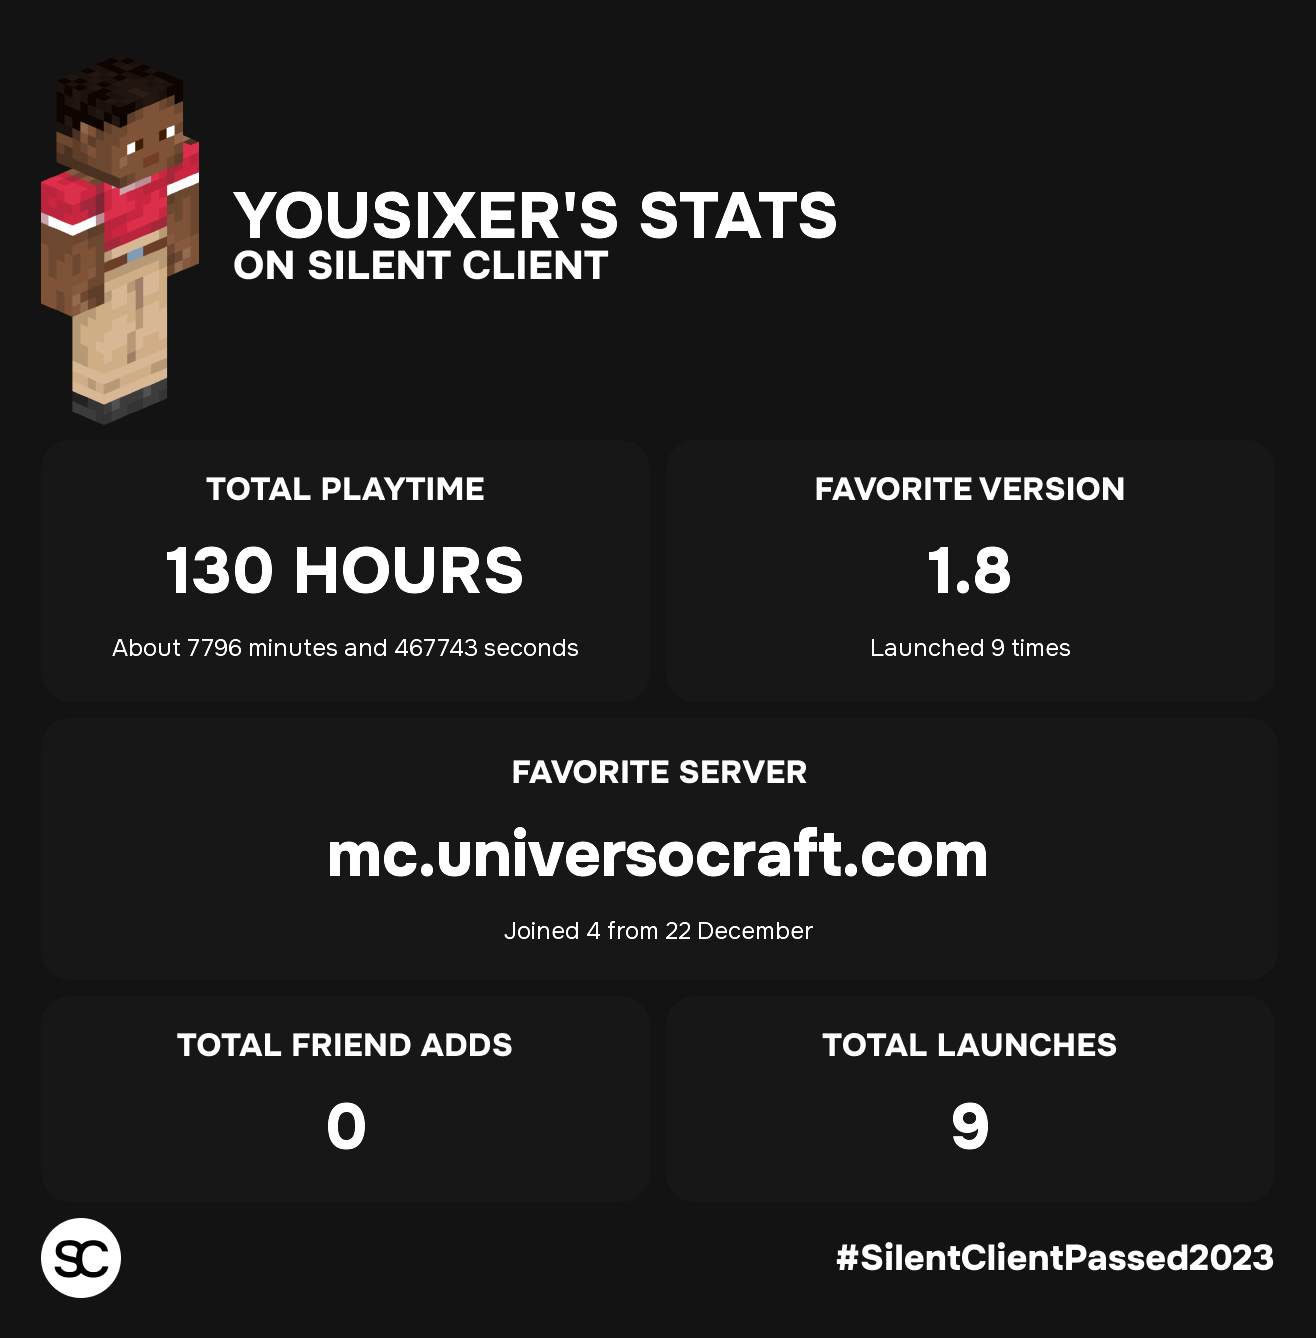 YOUSIXER'S STATS
ON SILENT CLIENT
TOTAL PLAYTIME
130 HOURS
About 7796 minutes and 467743 seconds
FAVORITE VERSION
1.8
Launched 9 times
FAVORITE SERVER
mc.universocraft.com
Joined 4 from 22 December
TOTAL FRIEND ADDS
0
TOTAL LAUNCHES
9
SC
#SilentClientPassed2023